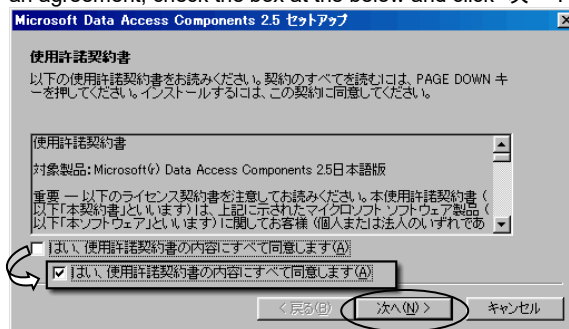 an agreement, check the box at the below and click "次へ".
Microsoft Data Access Components 2.5 セットアップ
使用許諾契約書
以下の使用許諾契約書をお読みください。契約のすべてを読むには、PAGE DOWN キ
ーを押してください。インストールするには、この契約に同意してください。
使用許諾契約書
対象製品: Microsoft(r) Data Access Components 2.5日本語版
重要 ― 以下のライセンス契約書を注意してお読みください。本使用許諾契約書 (
以下「本契約書」といいます) は、上記に示されたマイクロソフト ソフトウェア製品 (
以下「本ソフトウェア」といいます) に関してお客様 (個人または法人のいずれであ
はい、使用許諾契約書の内容にすべて同意します(A)
はい、使用許諾契約書の内容にすべて同意します(A)
< 戻る(B)
次へ(N) >
キャンセル